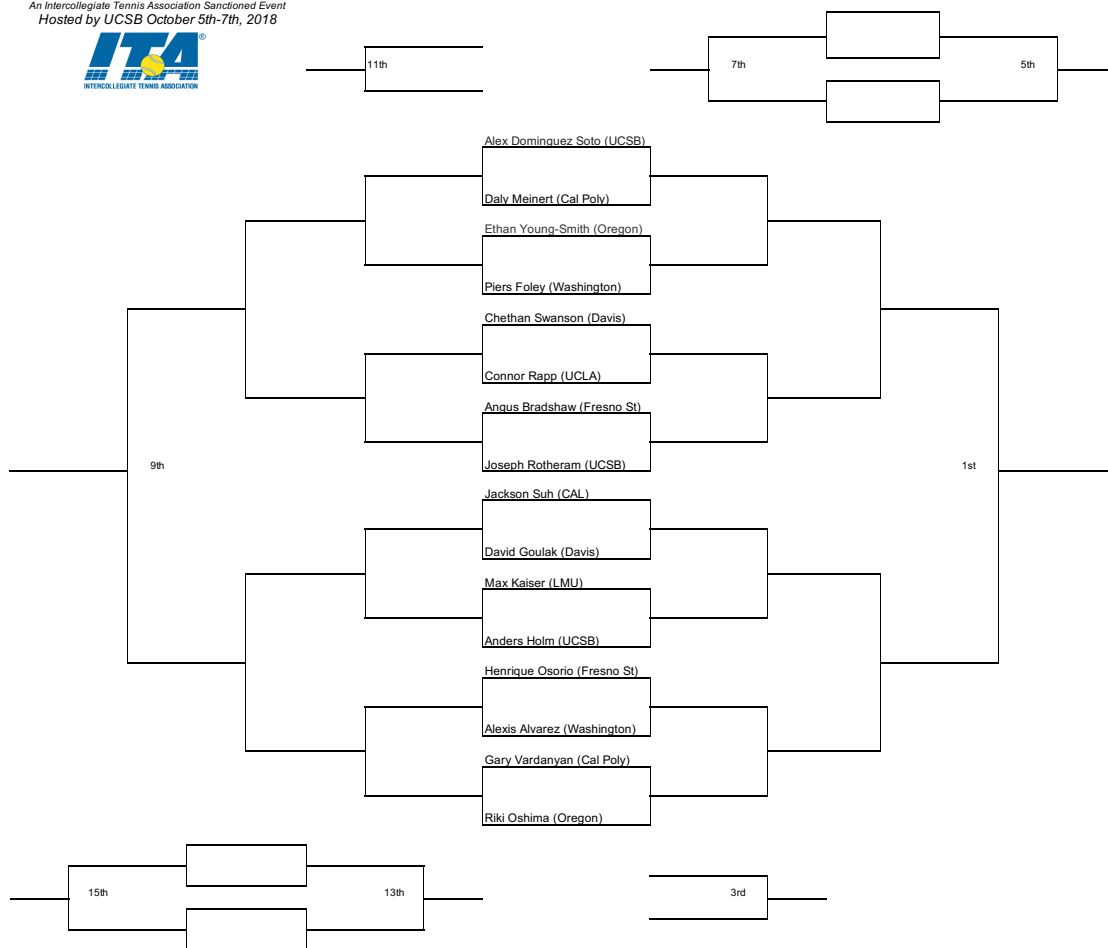 An Intercollegiate Tennis Association Sanctioned Event
Hosted by UCSB October 5th-7th, 2018
ITA®
INTERCOLLEGIATE TENNIS ASSOCIATION
11th
7th
5th
Alex Dominguez Soto (UCSB)
Daly Meinert (Cal Poly)
Ethan Young-Smith (Oregon)
Piers Foley (Washington)
Chethan Swanson (Davis)
Connor Rapp (UCLA)
Angus Bradshaw (Fresno St)
Joseph Rotheram (UCSB)
9th
1st
Jackson Suh (CAL)
David Goulak (Davis)
Max Kaiser (LMU)
Anders Holm (UCSB)
Henrique Osorio (Fresno St)
Alexis Alvarez (Washington)
Gary Vardanyan (Cal Poly)
Riki Oshima (Oregon)
15th
13th
3rd